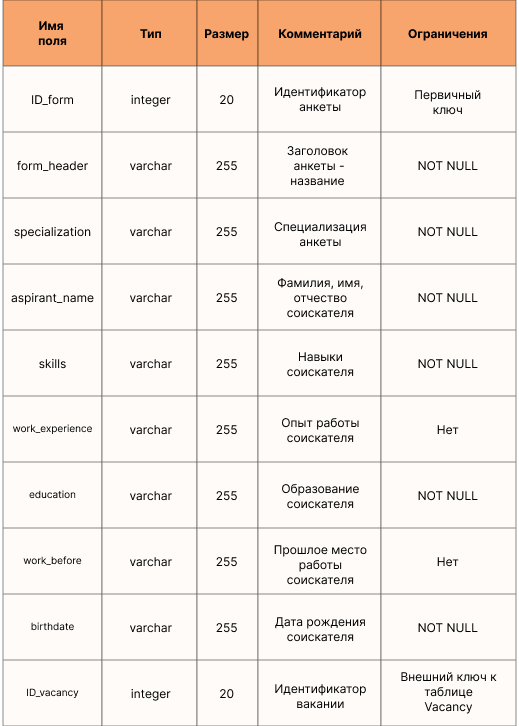 Имя
поля
Тип
Размер
Комментарий
Ограничения
ID_form
integer
20
Идентификатор
анкеты
Первичный
ключ
form_header
varchar
255
Заголовок
анкеты -
название
NOT NULL
specialization
varchar
255
Специализация
анкеты
NOT NULL
aspirant_name
varchar
255
Фамилия, имя,
отчество
соискателя
NOT NULL
skills
varchar
255
Навыки
соискателя
NOT NULL
work_experience
varchar
255
Опыт работы
соискателя
Нет
education
varchar
255
Образование
соискателя
NOT NULL
work_before
varchar
255
Прошлое место
работы
соискателя
Нет
birthdate
varchar
255
Дата рождения
соискателя
NOT NULL
ID_vacancy
integer
20
Идентификатор
вакании
Внешний ключ к
таблице
Vacancy